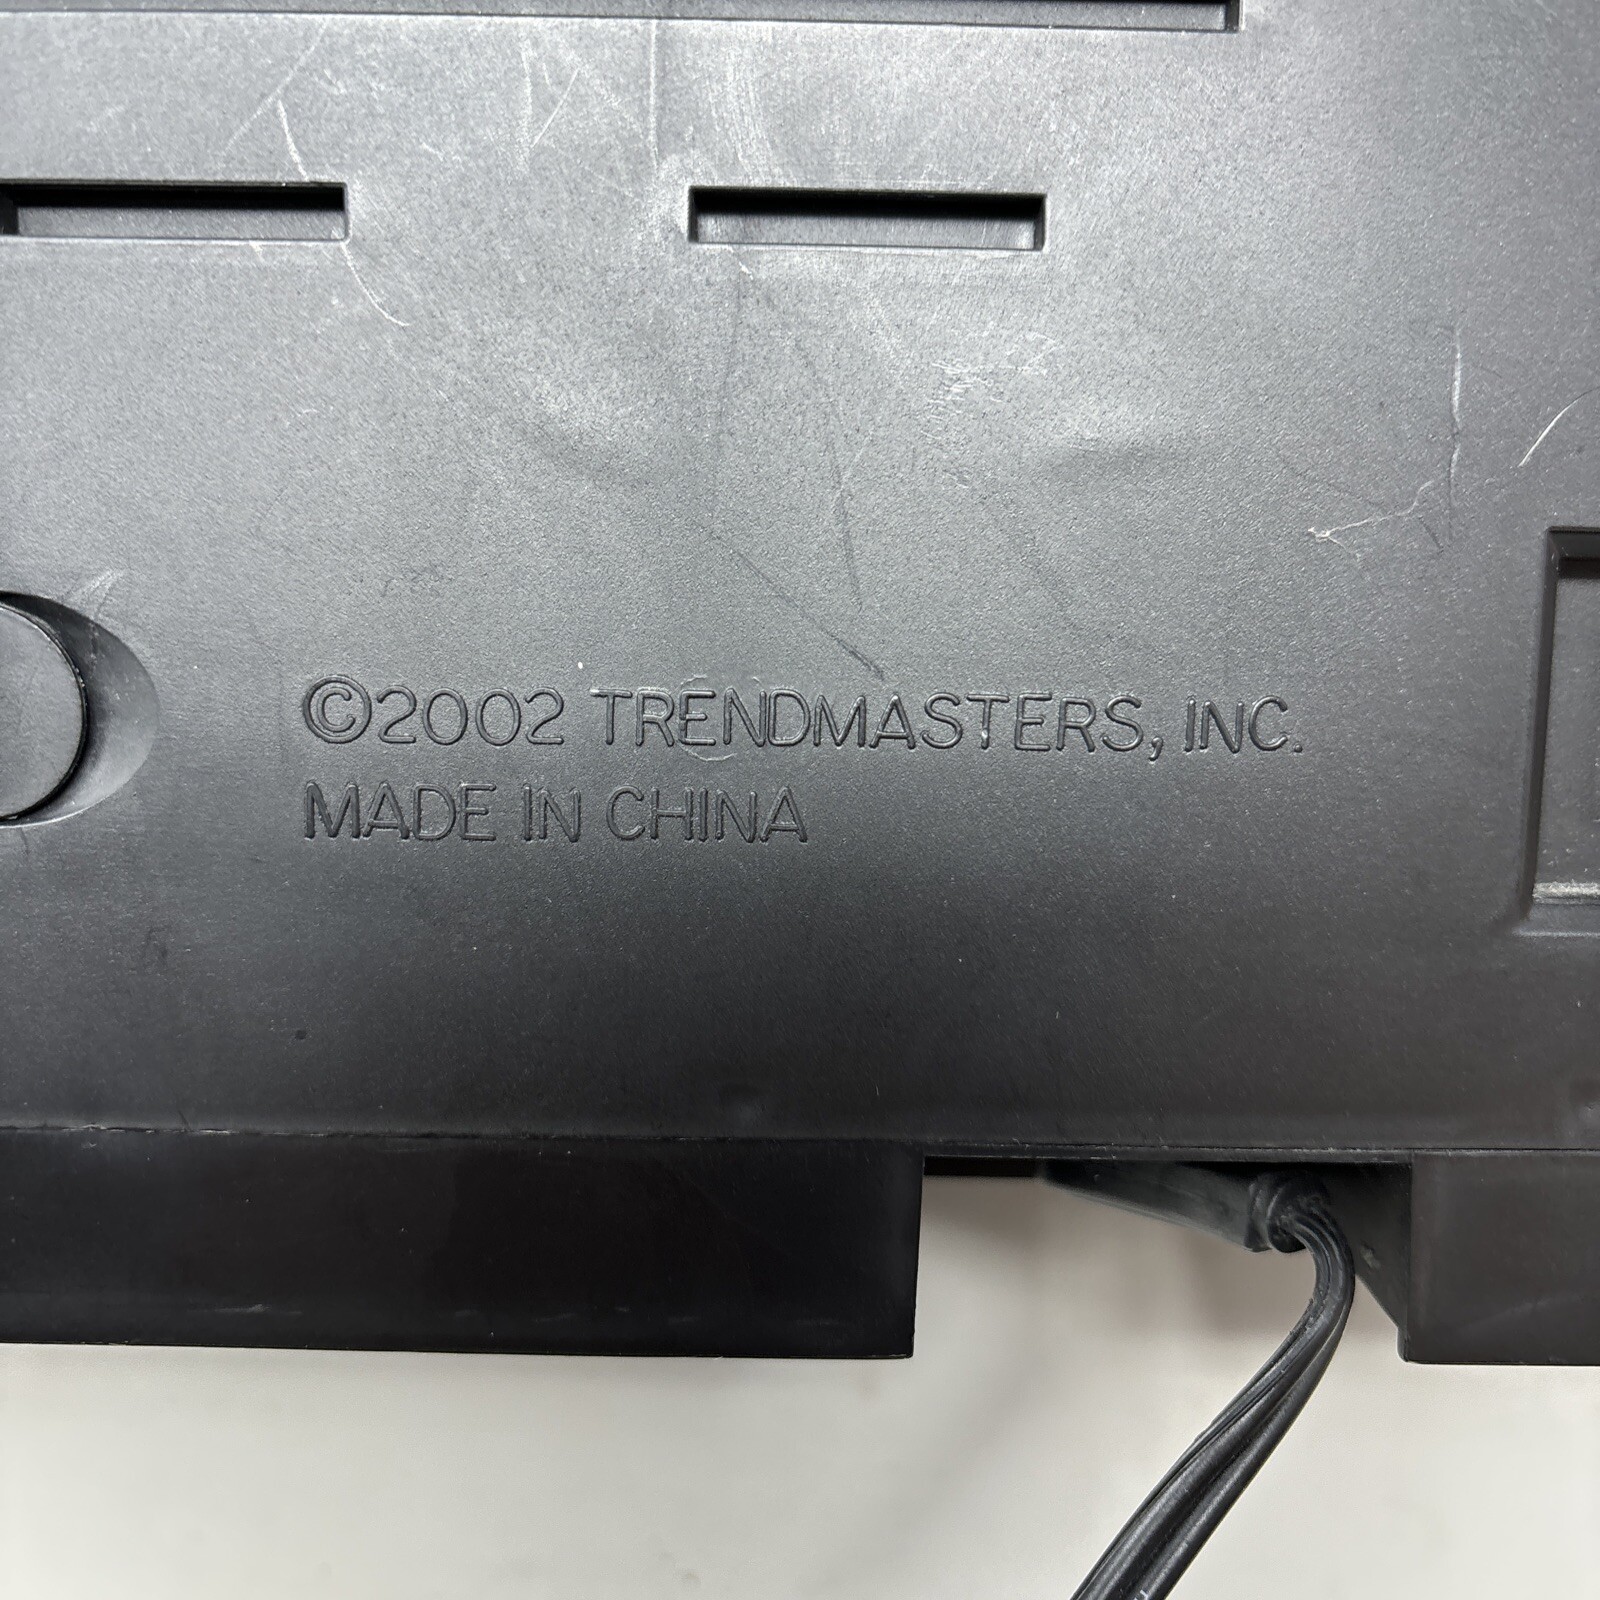 ©2002 TRENDMASTERS, INC.
MADE IN CHINA